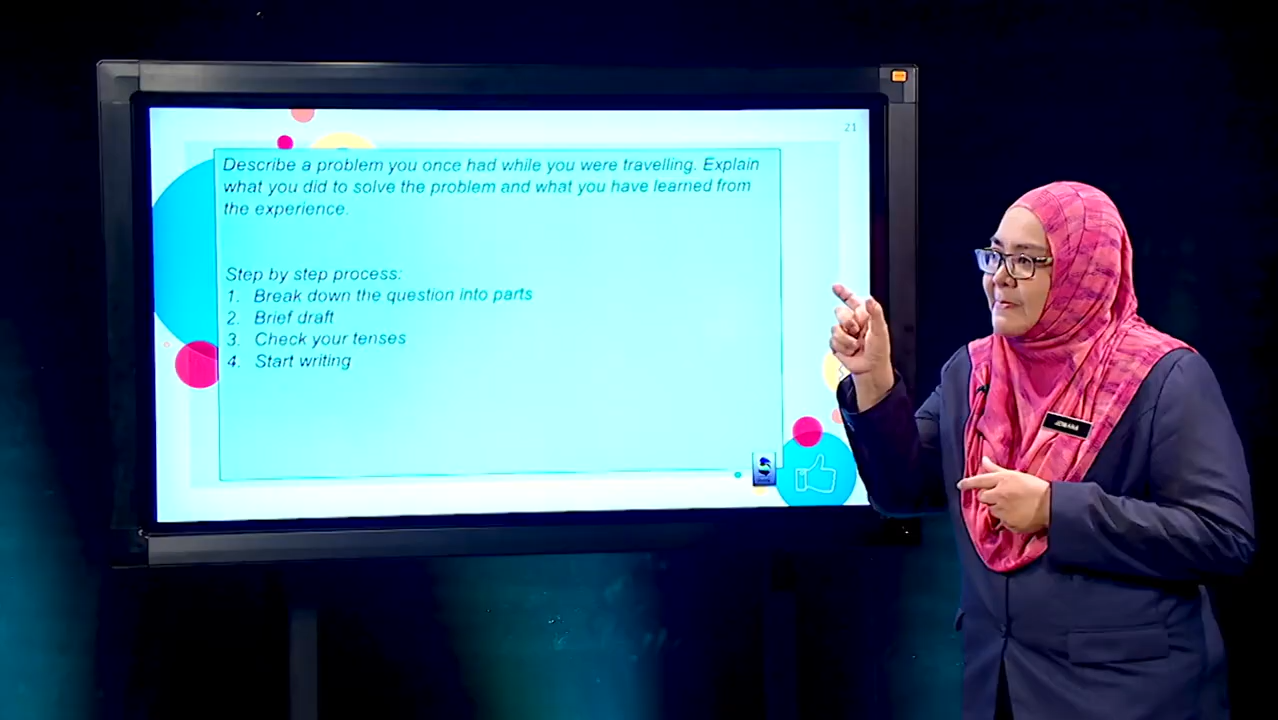 21
Describe a problem you once had while you were travelling. Explain
what you did to solve the problem and what you have learned from
the experience.
Step by step process:
1. Break down the question into parts
2. Brief draft
3. Check your tenses
4. Start writing